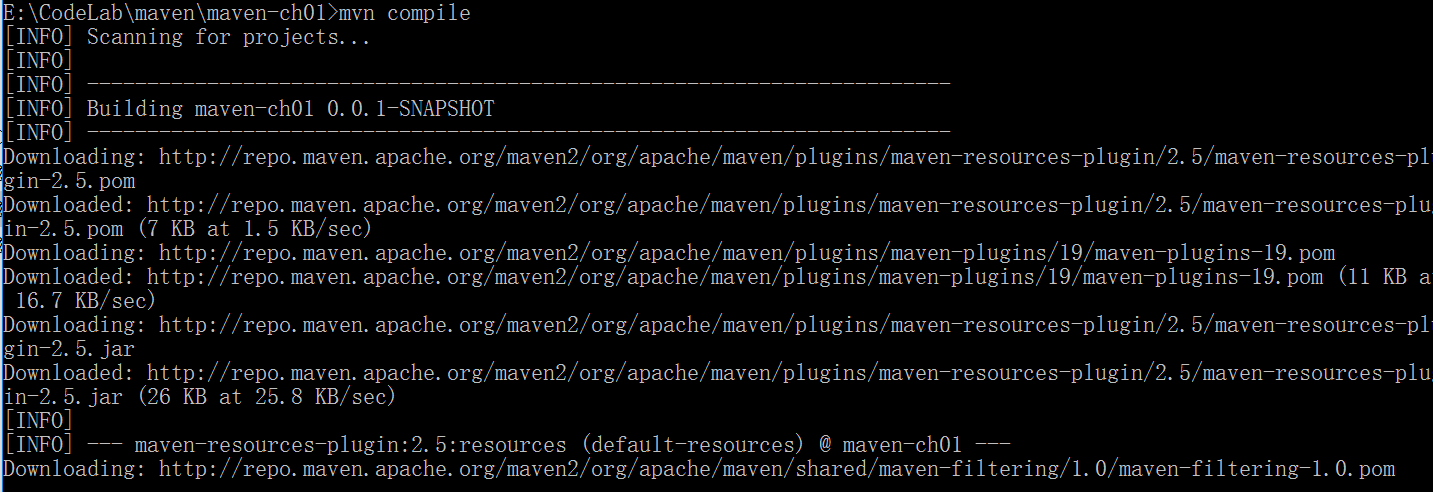 E:\CodeLab\maven\maven-ch01>mvn compile
[INFO] Scanning for projects...
[INFO]
[INFO] ------------------------------------------------------------------------
[INFO] Building maven-ch01 0.0.1-SNAPSHOT
[INFO] ------------------------------------------------------------------------
Downloading: http://repo.maven.apache.org/maven2/org/apache/maven/plugins/maven-resources-plugin/2.5/maven-resources-plu
gin-2.5.pom
Downloaded: http://repo.maven.apache.org/maven2/org/apache/maven/plugins/maven-resources-plugin/2.5/maven-resources-plug
in-2.5.pom (7 KB at 1.5 KB/sec)
Downloading: http://repo.maven.apache.org/maven2/org/apache/maven/plugins/maven-plugins/19/maven-plugins-19.pom
Downloaded: http://repo.maven.apache.org/maven2/org/apache/maven/plugins/maven-plugins/19/maven-plugins-19.pom (11 KB at
16.7 KB/sec)
Downloading: http://repo.maven.apache.org/maven2/org/apache/maven/plugins/maven-resources-plugin/2.5/maven-resources-plu
gin-2.5.jar
Downloaded: http://repo.maven.apache.org/maven2/org/apache/maven/plugins/maven-resources-plugin/2.5/maven-resources-plug
in-2.5.jar (26 KB at 25.8 KB/sec)
[INFO]
[INFO] --- maven-resources-plugin:2.5:resources (default-resources) @ maven-ch01 ---
Downloading: http://repo.maven.apache.org/maven2/org/apache/maven/shared/maven-filtering/1.0/maven-filtering-1.0.pom